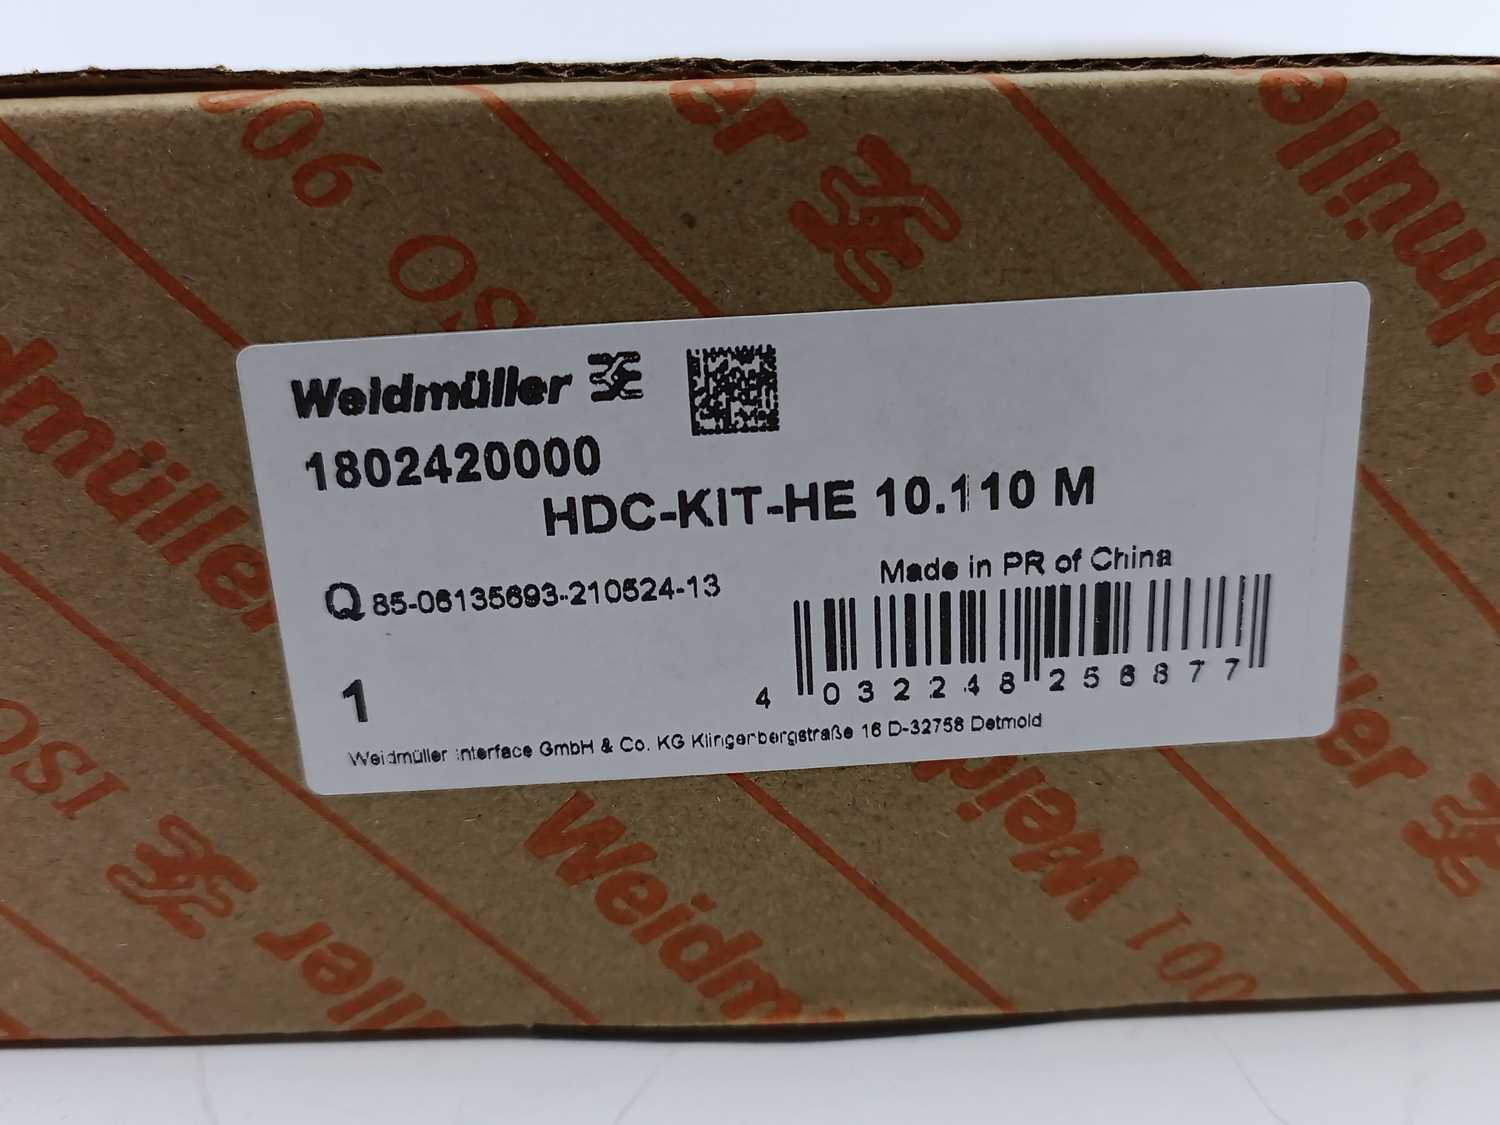 Weidmüller
1802420000
HDC-KIT-HE 10.110 M
Made in PR of China
Q 85-06135693-210524-13
1
4 032248 256877
Weidmüller Interface GmbH & Co. KG Klingenbergstraße 16 D-32758 Detmold